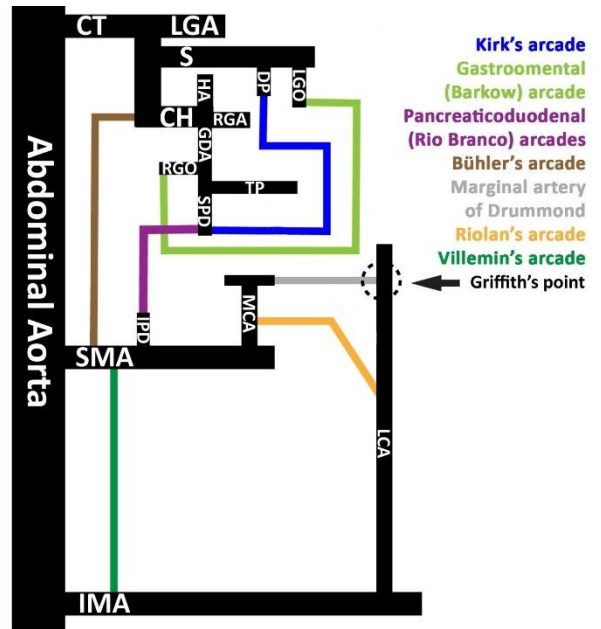 CT LGA
S
Kirk's arcade
Gastroomental
(Barkow) arcade
Pancreaticoduodenal
(Rio Branco) arcades
Bühler's arcade
Marginal artery
of Drummond
Riolan's arcade
Villemin's arcade
Griffith's point
HA
DP
LGO
CH
RGA
GDA
RGO
TP
SPD
IPD
MCA
SMA
LCA
IMA
Abdominal Aorta